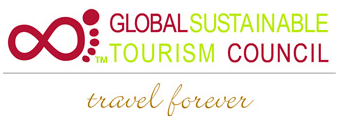 GLOBAL SUSTAINABLE
TM TOURISM COUNCIL
travel forever